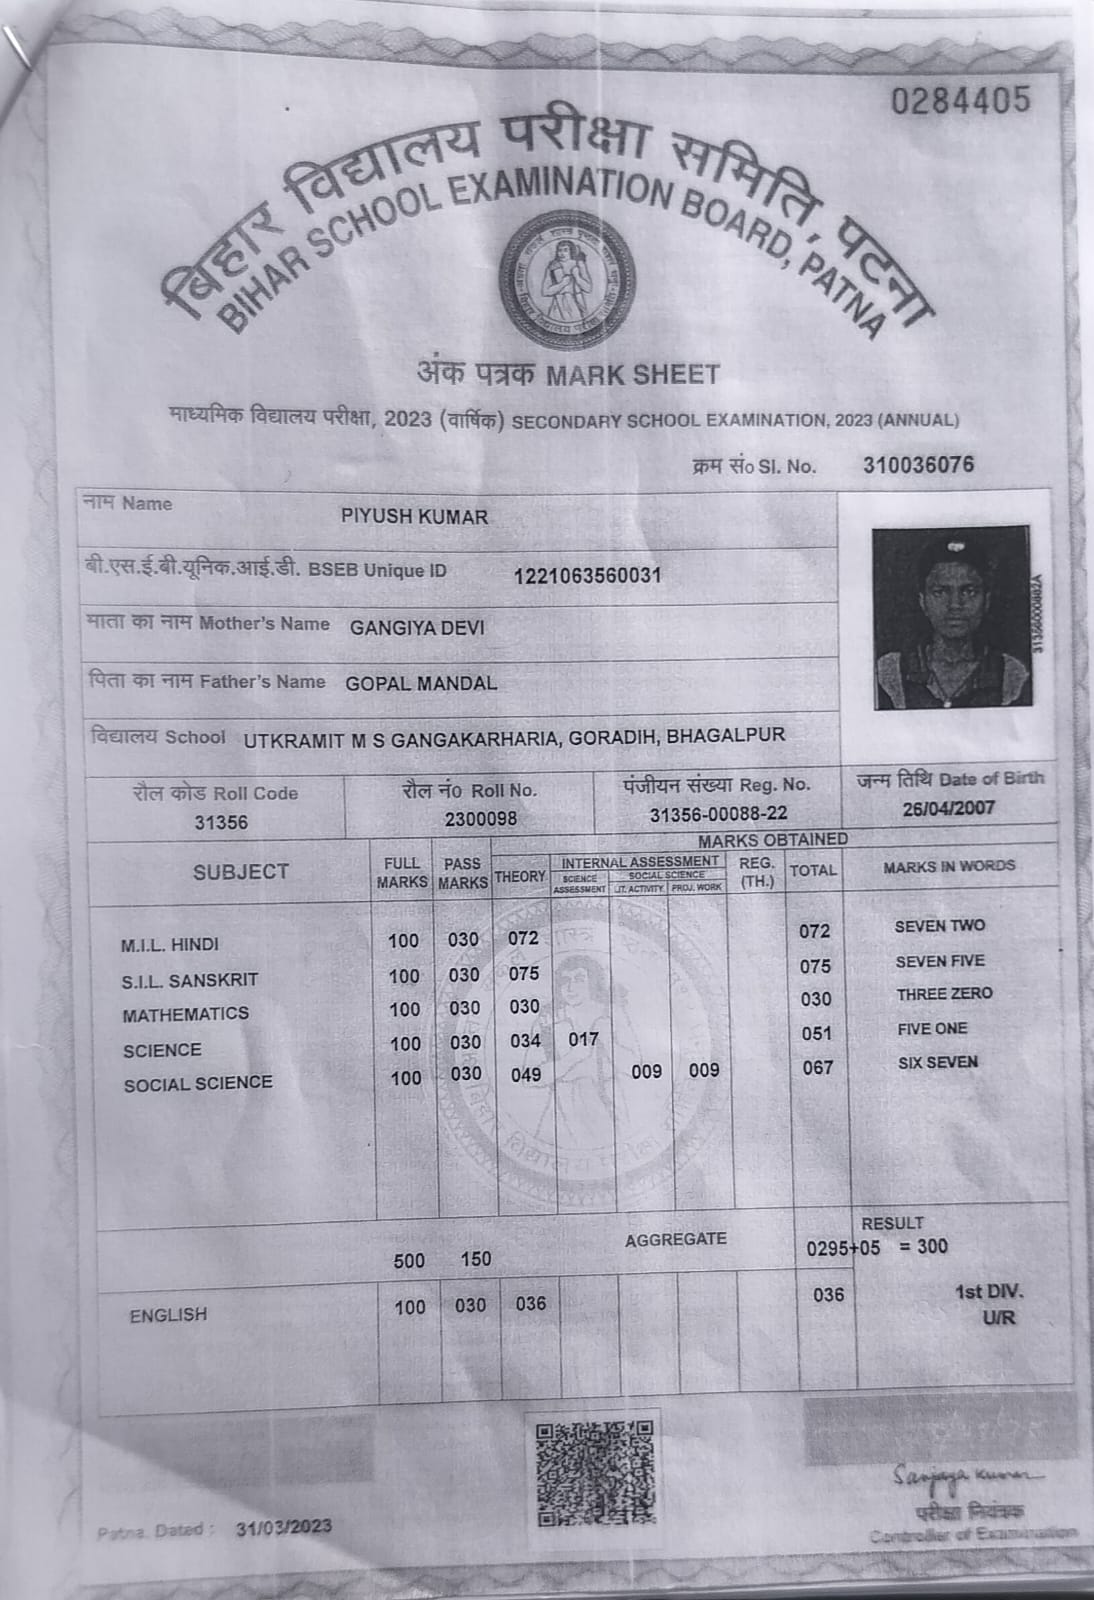 0284405
बिहार विद्यालय परीक्षा समिति, पटना
BIHAR SCHOOL EXAMINATION BOARD, PATNA
अंक पत्रक MARK SHEET
माध्यमिक विद्यालय परीक्षा, 2023 (वार्षिक) SECONDARY SCHOOL EXAMINATION, 2023 (ANNUAL)
क्रम सं० Sl. No. 310036076
नाम Name PIYUSH KUMAR
बी.एस.ई.बी.यूनिक.आई.डी. BSEB Unique ID 1221063560031
माता का नाम Mother's Name GANGIYA DEVI
पिता का नाम Father's Name GOPAL MANDAL
विद्यालय School UTKRAMIT M S GANGAKARHARIA, GORADIH, BHAGALPUR
31356000882A
रौल कोड Roll Code रौल नं० Roll No. पंजीयन संख्या Reg. No. जन्म तिथि Date of Birth
31356 2300098 31356-00088-22 26/04/2007
MARKS OBTAINED
SUBJECT FULL MARKS PASS MARKS THEORY INTERNAL ASSESSMENT REG. (TH.) TOTAL MARKS IN WORDS
SCIENCE ASSESSMENT SOCIAL SCIENCE LIT. ACTIVITY PROJ. WORK
M.I.L. HINDI 100 030 072 072 SEVEN TWO
S.I.L. SANSKRIT 100 030 075 075 SEVEN FIVE
MATHEMATICS 100 030 030 030 THREE ZERO
SCIENCE 100 030 034 017 051 FIVE ONE
SOCIAL SCIENCE 100 030 049 009 009 067 SIX SEVEN
RESULT
500 150 AGGREGATE 0295+05 = 300
ENGLISH 100 030 036 036 1st DIV.
U/R
Sanjaya Kumar
परीक्षा नियंत्रक
Patna, Dated : 31/03/2023 Controller of Examination